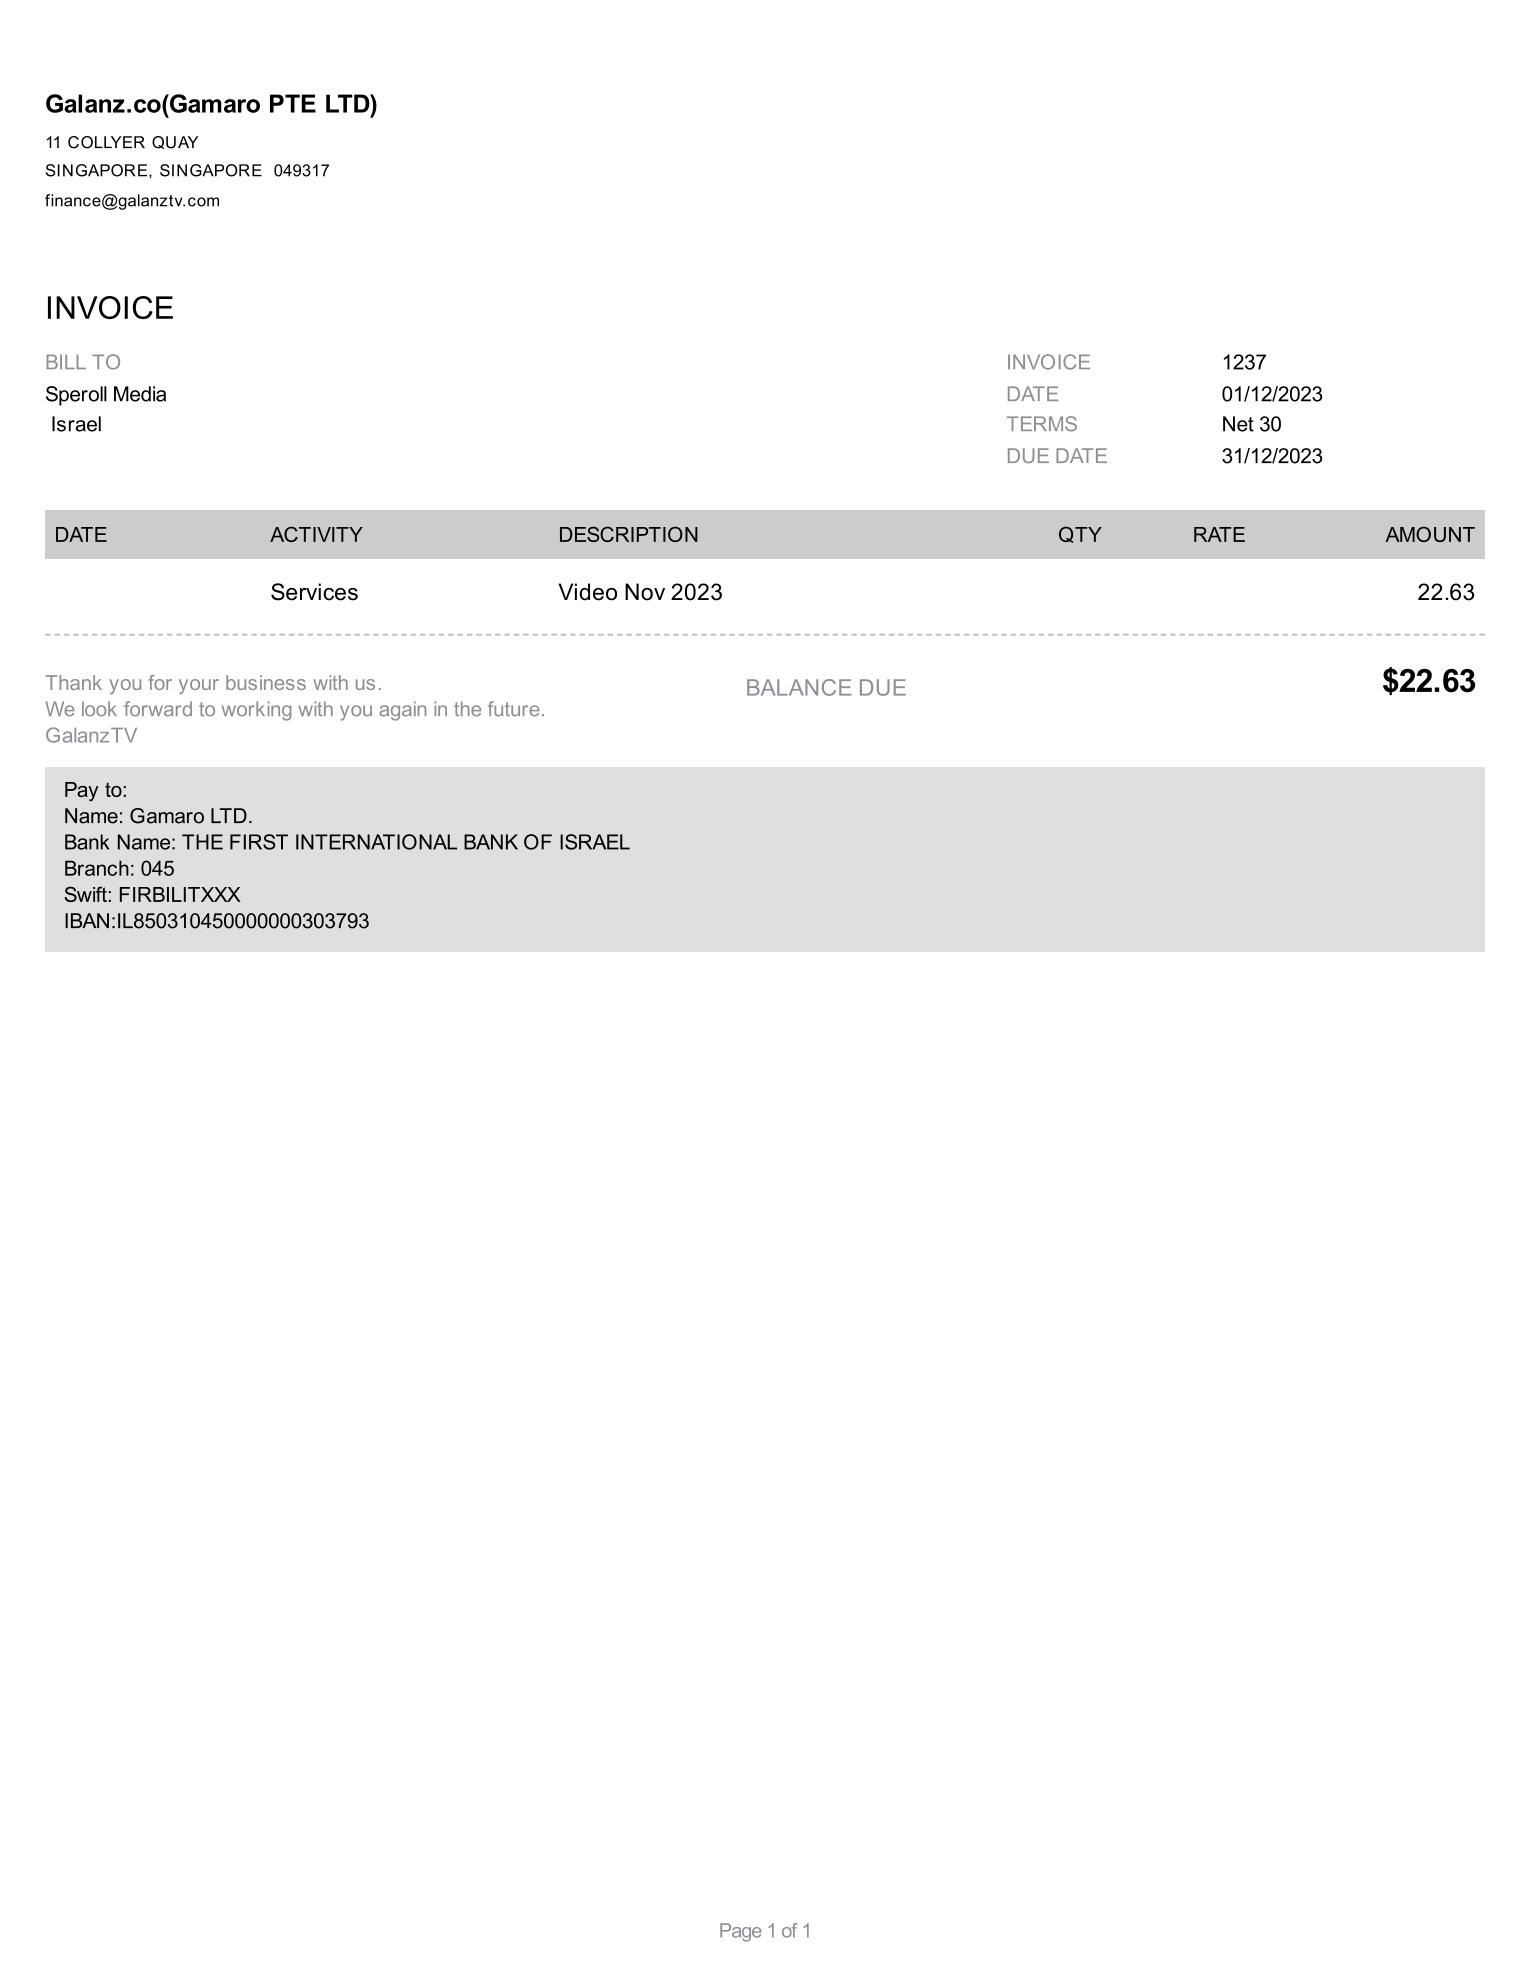 Galanz.co(Gamaro PTE LTD)
11 COLLYER QUAY
SINGAPORE, SINGAPORE 049317
finance@galanztv.com
INVOICE
BILL TO
Speroll Media
Israel
INVOICE 1237
DATE 01/12/2023
TERMS Net 30
DUE DATE 31/12/2023
DATE ACTIVITY DESCRIPTION QTY RATE AMOUNT
Services Video Nov 2023 22.63
Thank you for your business with us.
We look forward to working with you again in the future.
GalanzTV
BALANCE DUE $22.63
Pay to:
Name: Gamaro LTD.
Bank Name: THE FIRST INTERNATIONAL BANK OF ISRAEL
Branch: 045
Swift: FIRBILITXXX
IBAN:IL850310450000000303793
Page 1 of 1